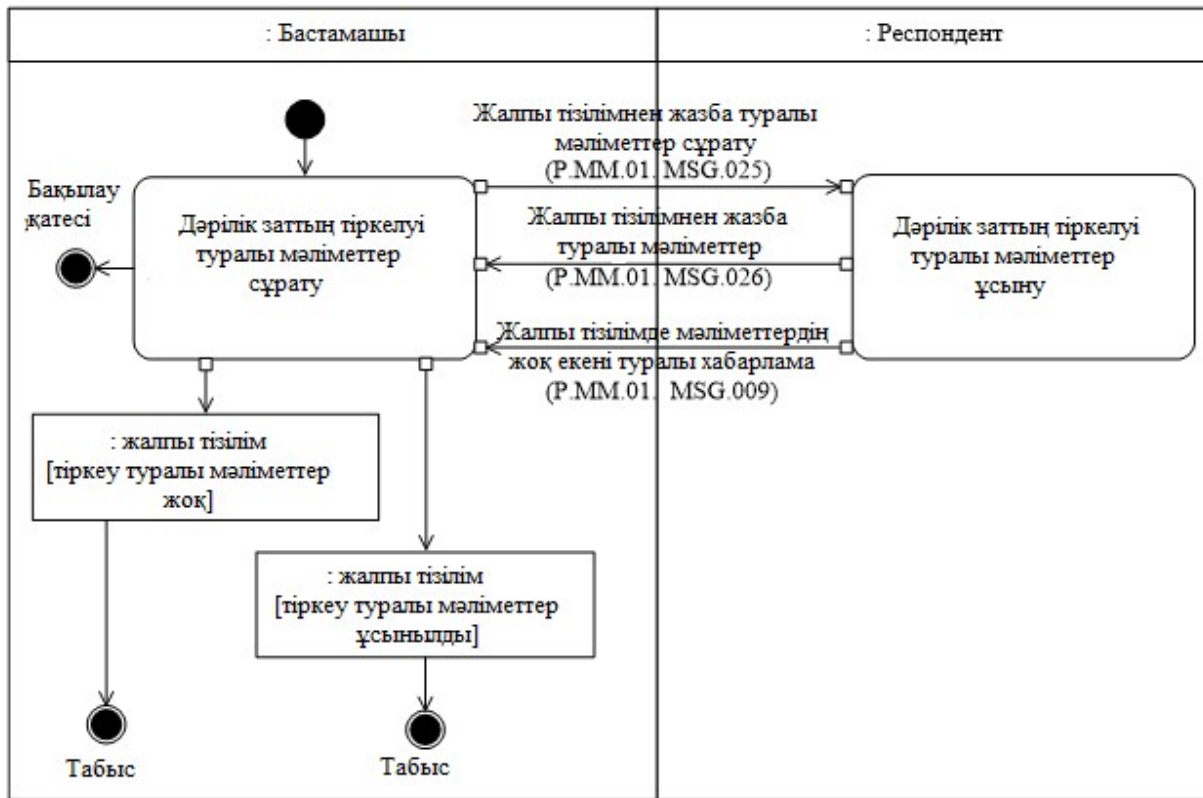 : Бастамашы
: Респондент
Жалпы тізілімнен жазба туралы
мәліметтер сұрату
(P.MM.01. MSG.025)
Бақылау
қатесі
Дәрілік заттың тіркелуі
туралы мәліметтер
сұрату
Жалпы тізілімнен жазба
туралы мәліметтер
(P.MM.01. MSG.026)
Дәрілік заттың тіркелуі
туралы мәліметтер
ұсыну
Жалпы тізілімде мәліметтердің
жоқ екені туралы хабарлама
(P.MM.01. MSG.009)
: жалпы тізілім
[тіркеу туралы мәліметтер
жоқ]
: жалпы тізілім
[тіркеу туралы мәліметтер
ұсынылды]
Табыс
Табыс